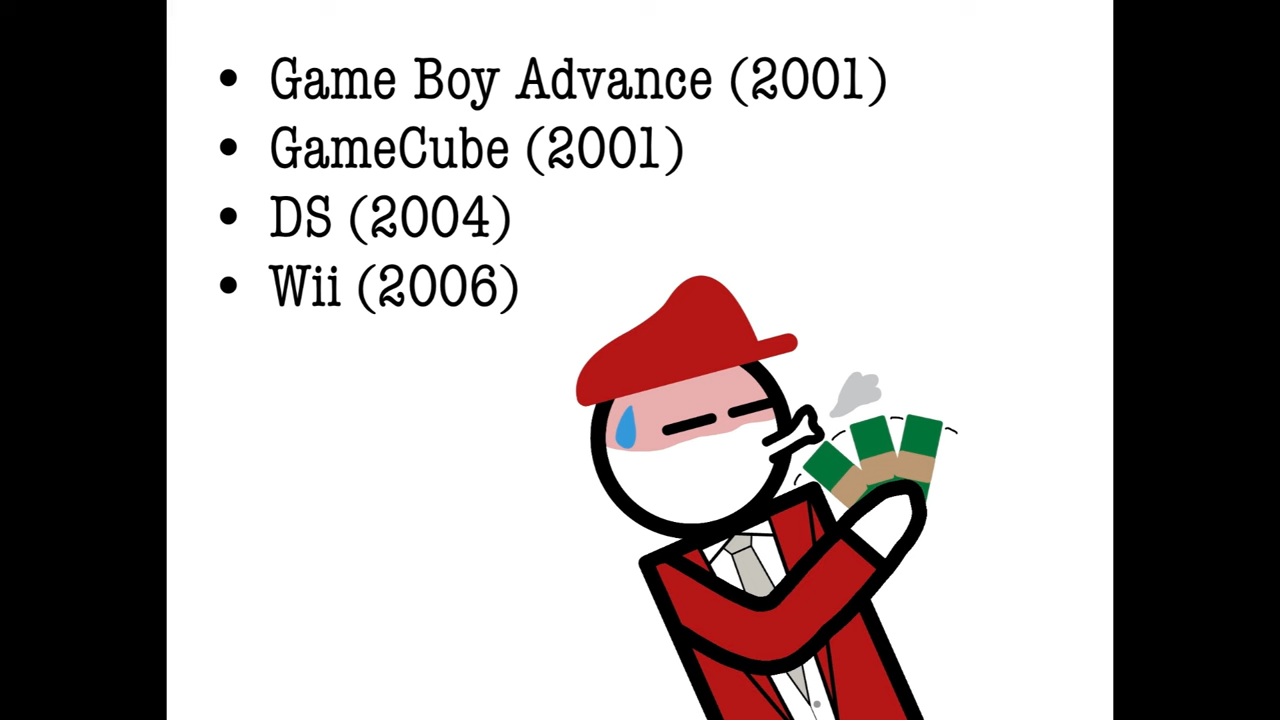 • Game Boy Advance (2001)
• GameCube (2001)
• DS (2004)
• Wii (2006)